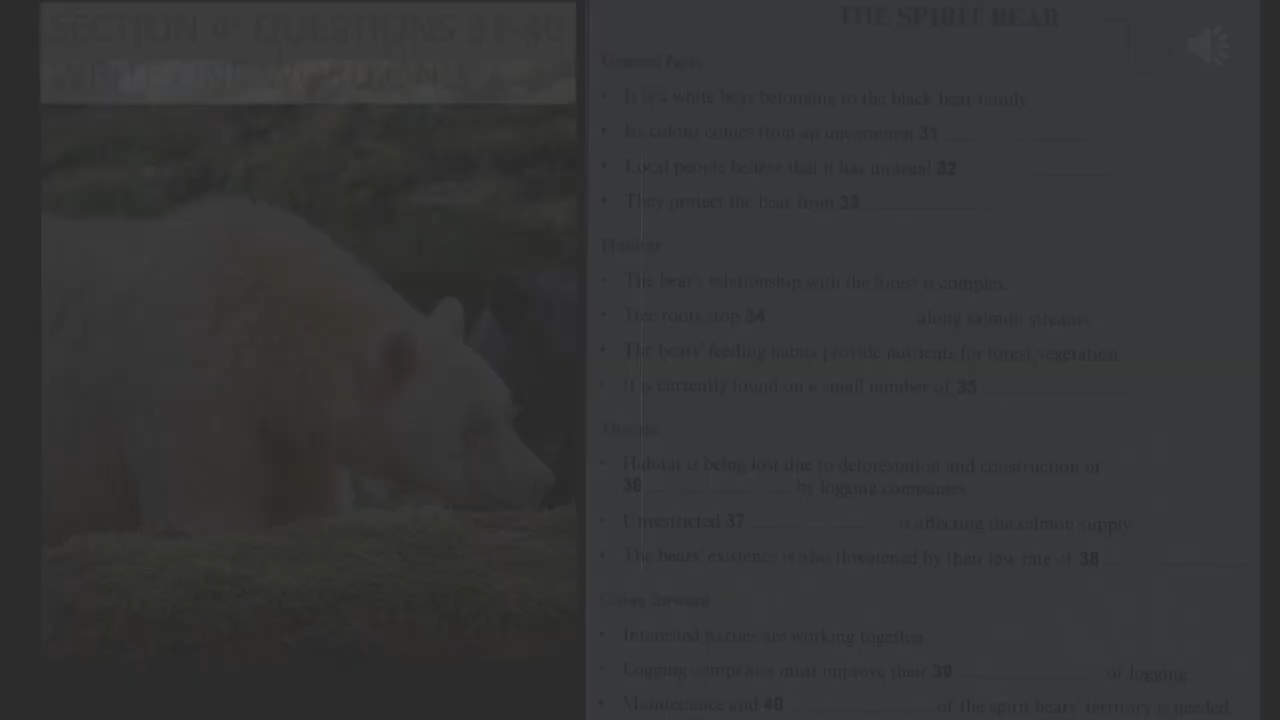 SECTION 4: QUESTIONS 31-40
THE SPIRIT BEAR
General facts
• It is a white bear belonging to the black bear family.
• Its colour comes from an uncommon 31
• Local people believe that it has unusual 32
• They protect the bear from 33
Habitat
• The bear's relationship with the forest is complex.
• Tree roots stop 34 along salmon streams.
• The bears' feeding habits provide nutrients for forest vegetation.
• It is currently found on a small number of 35
Threats
• Habitat is being lost due to deforestation and construction of
36 by logging companies.
• Unrestricted 37 is affecting the salmon supply.
• The bears' existence is also threatened by their low rate of 38
Going forward
• Interested parties are working together.
• Logging companies must improve their 39 of logging.
• Maintenance and 40 of the spirit bears' territory is needed.